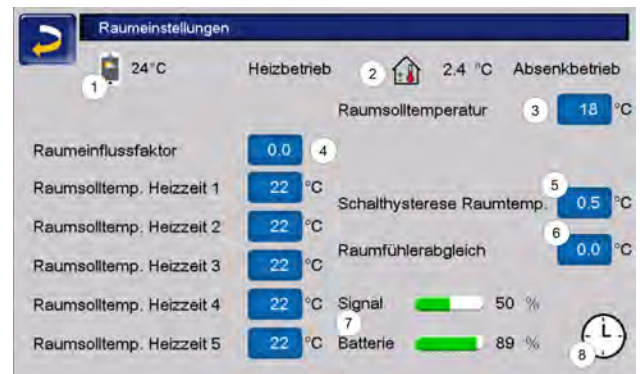 Raumeinstellungen
24°C Heizbetrieb 2 2.4 °C Absenkbetrieb
1
Raumsolltemperatur 3 18 °C
Raumeinflussfaktor 0.0 4
Raumsolltemp. Heizzeit 1 22 °C
5
Schalthysterese Raumtemp. 0.5 °C
Raumsolltemp. Heizzeit 2 22 °C
6
Raumfühlerabgleich 0.0 °C
Raumsolltemp. Heizzeit 3 22 °C
Raumsolltemp. Heizzeit 4 22 °C
Signal 50 %
7
Raumsolltemp. Heizzeit 5 22 °C
Batterie 89 %
8